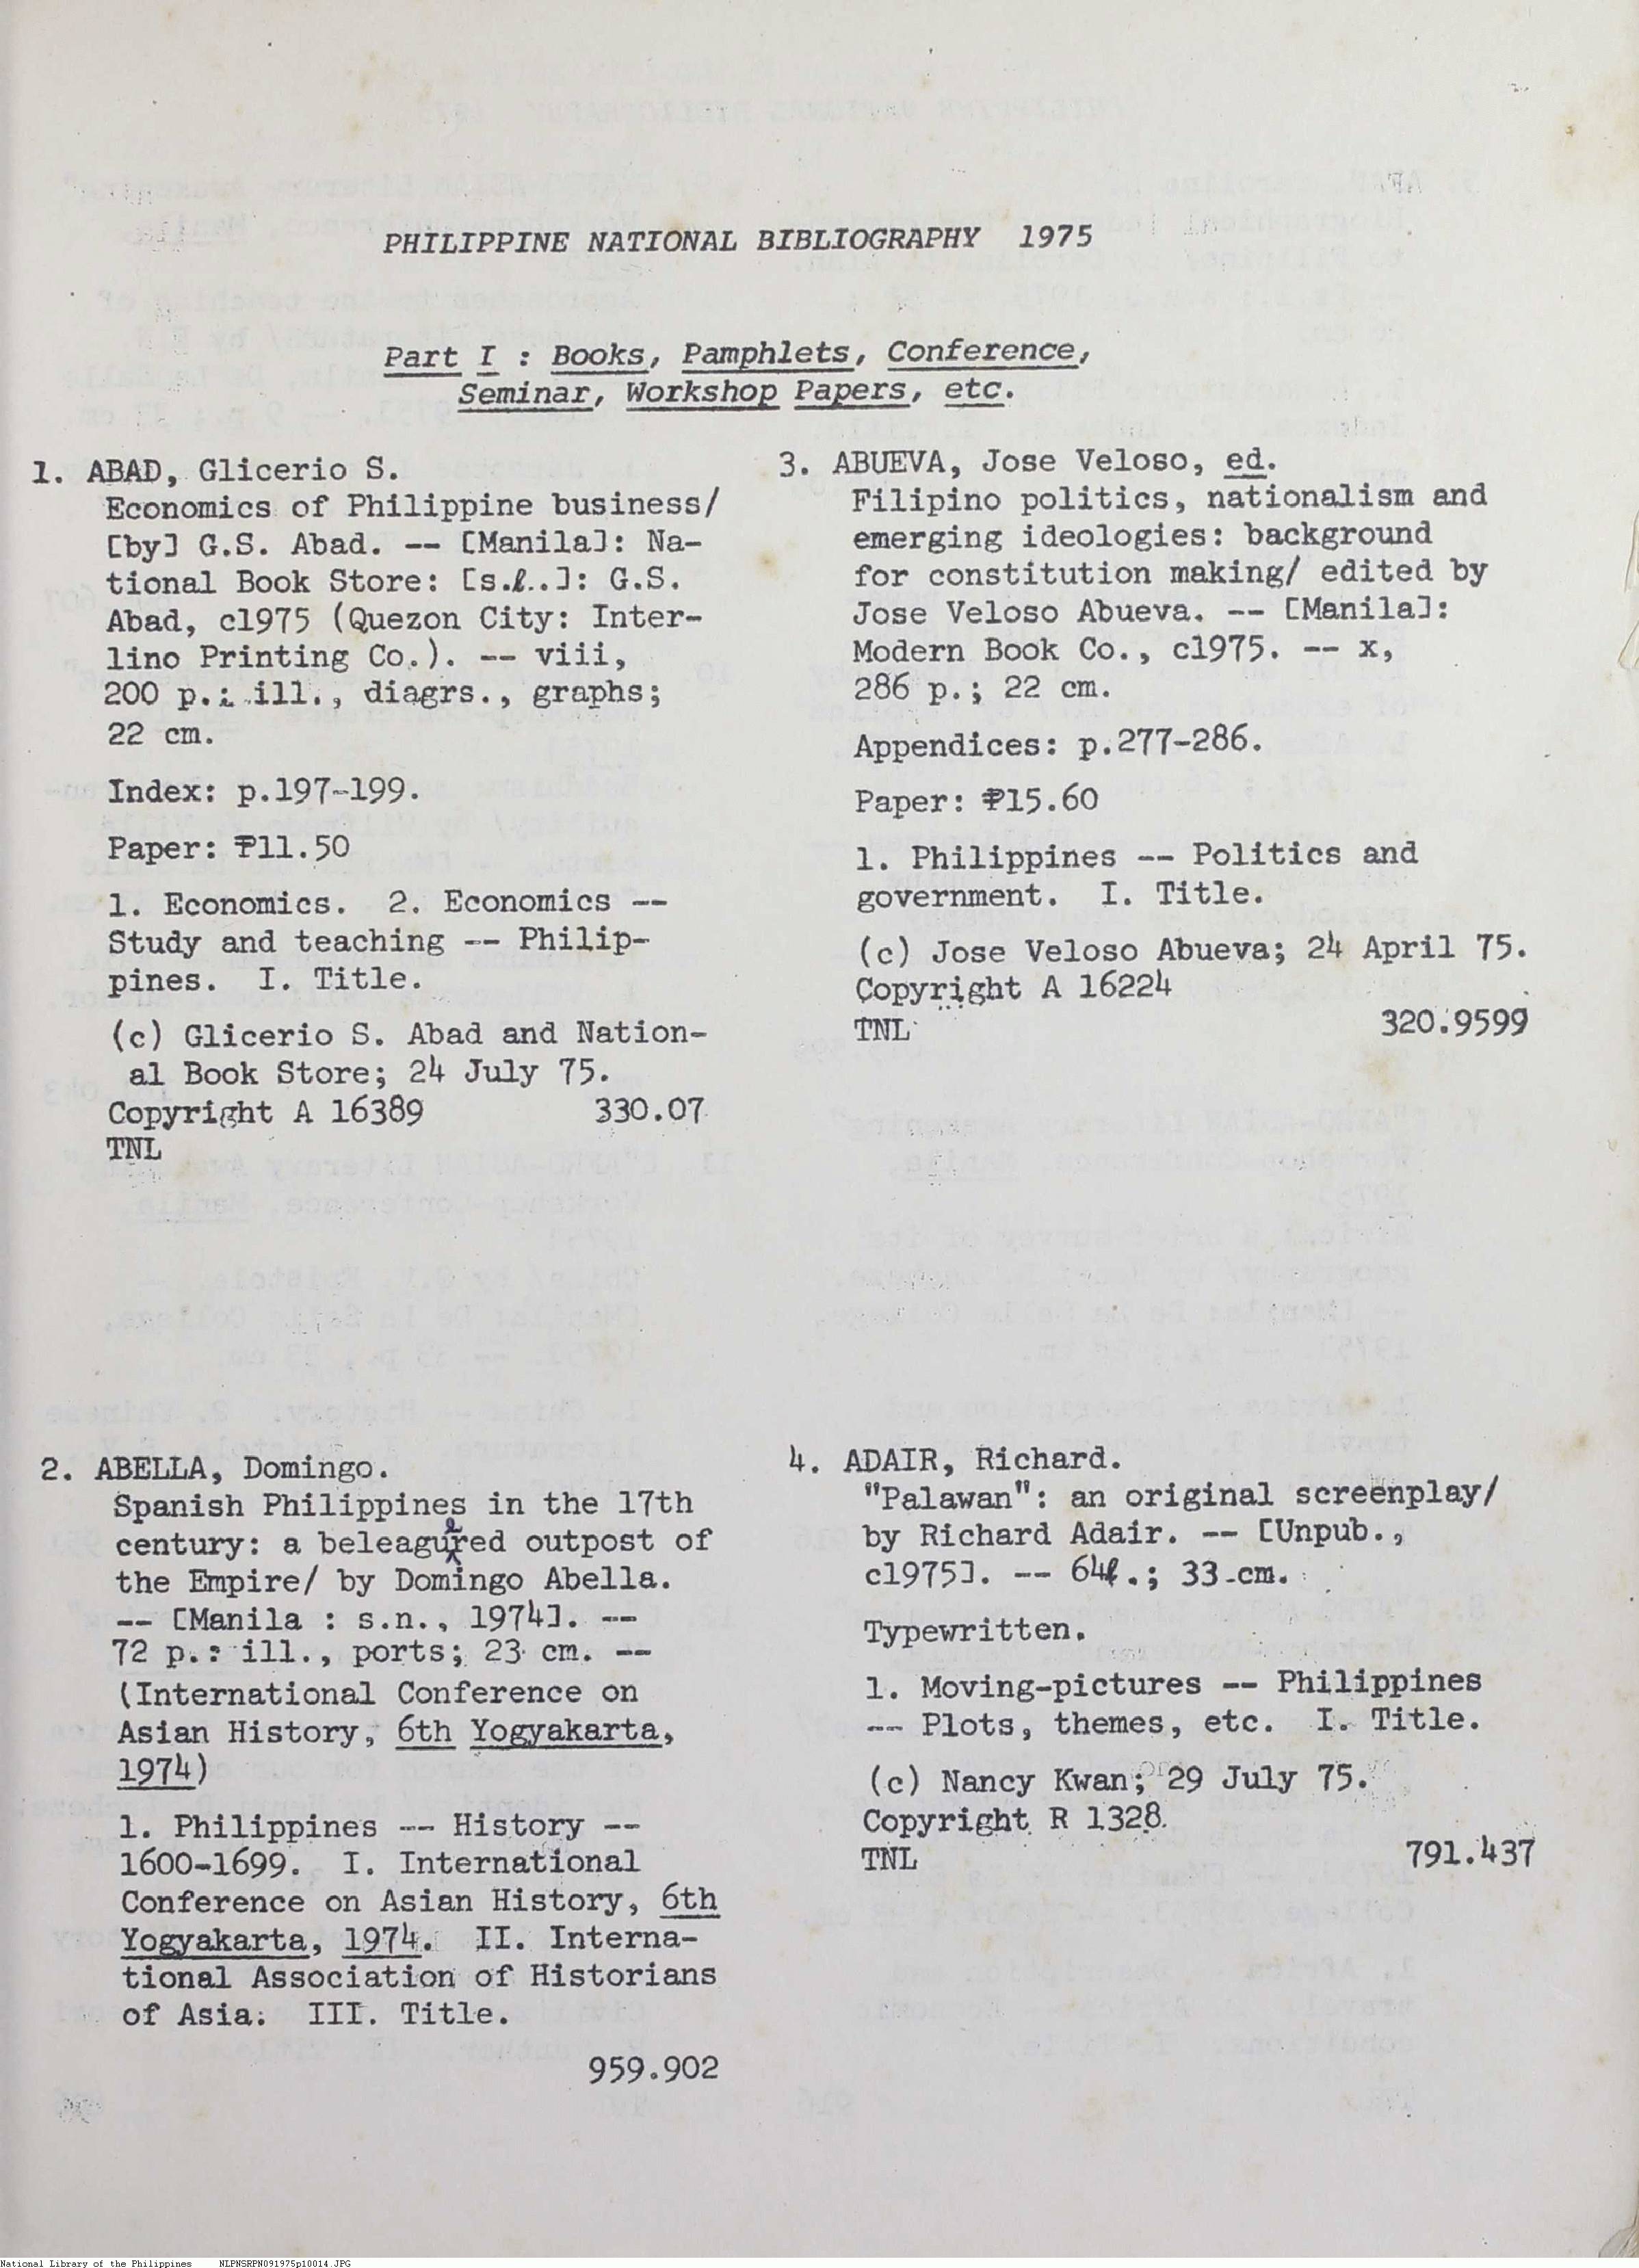 PHILIPPINE NATIONAL BIBLIOGRAPHY 1975
Part I : Books, Pamphlets, Conference,
Seminar, Workshop Papers, etc.
1. ABAD, Glicerio S.
Economics of Philippine business/
[by] G.S. Abad. -- [Manila]: Na-
tional Book Store: [s.l..]: G.S.
Abad, c1975 (Quezon City: Inter-
lino Printing Co.). -- viii,
200 p.: ill., diagrs., graphs;
22 cm.
Index: p.197-199.
Paper: ₱11.50
1. Economics. 2. Economics --
Study and teaching -- Philip-
pines. I. Title.
(c) Glicerio S. Abad and Nation-
al Book Store; 24 July 75.
Copyright A 16389 330.07
TNL
2. ABELLA, Domingo.
Spanish Philippines in the 17th
century: a beleaguered outpost of
the Empire/ by Domingo Abella.
-- [Manila : s.n., 1974]. --
72 p.: ill., ports; 23 cm. --
(International Conference on
Asian History, 6th Yogyakarta,
1974)
1. Philippines -- History --
1600-1699. I. International
Conference on Asian History, 6th
Yogyakarta, 1974. II. Interna-
tional Association of Historians
of Asia. III. Title.
959.902
3. ABUEVA, Jose Veloso, ed.
Filipino politics, nationalism and
emerging ideologies: background
for constitution making/ edited by
Jose Veloso Abueva. -- [Manila]:
Modern Book Co., c1975. -- x,
286 p.; 22 cm.
Appendices: p.277-286.
Paper: ₱15.60
1. Philippines -- Politics and
government. I. Title.
(c) Jose Veloso Abueva; 24 April 75.
Copyright A 16224
TNL 320.9599
4. ADAIR, Richard.
"Palawan": an original screenplay/
by Richard Adair. -- [Unpub.,
c1975]. -- 64l.; 33 cm.
Typewritten.
1. Moving-pictures -- Philippines
-- Plots, themes, etc. I. Title.
(c) Nancy Kwan; 29 July 75.
Copyright R 1328.
TNL 791.437
National Library of the Philippines NLPNSRPN091975p10014.JPG